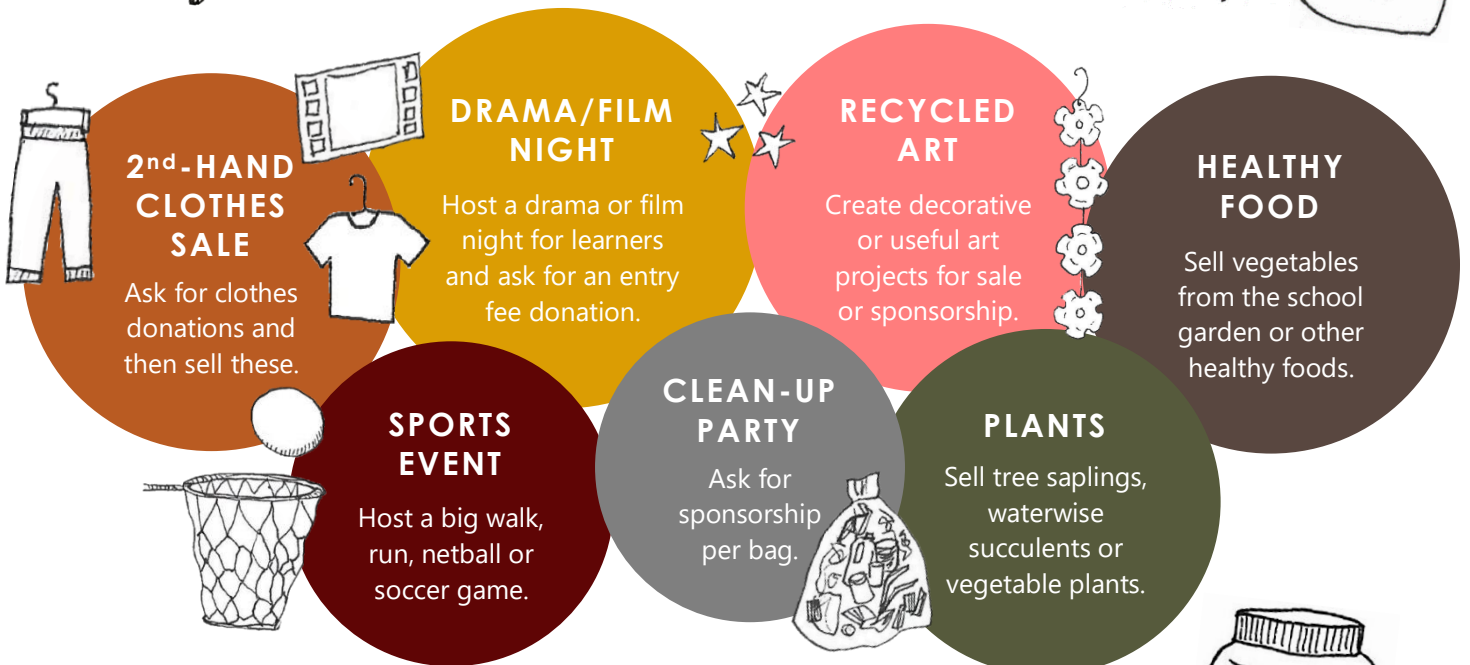 2nd-HAND
CLOTHES
SALE
Ask for clothes
donations and
then sell these.
DRAMA/FILM
NIGHT
Host a drama or film
night for learners
and ask for an entry
fee donation.
RECYCLED
ART
Create decorative
or useful art
projects for sale
or sponsorship.
HEALTHY
FOOD
Sell vegetables
from the school
garden or other
healthy foods.
SPORTS
EVENT
Host a big walk,
run, netball or
soccer game.
CLEAN-UP
PARTY
Ask for
sponsorship
per bag.
PLANTS
Sell tree saplings,
waterwise
succulents or
vegetable plants.